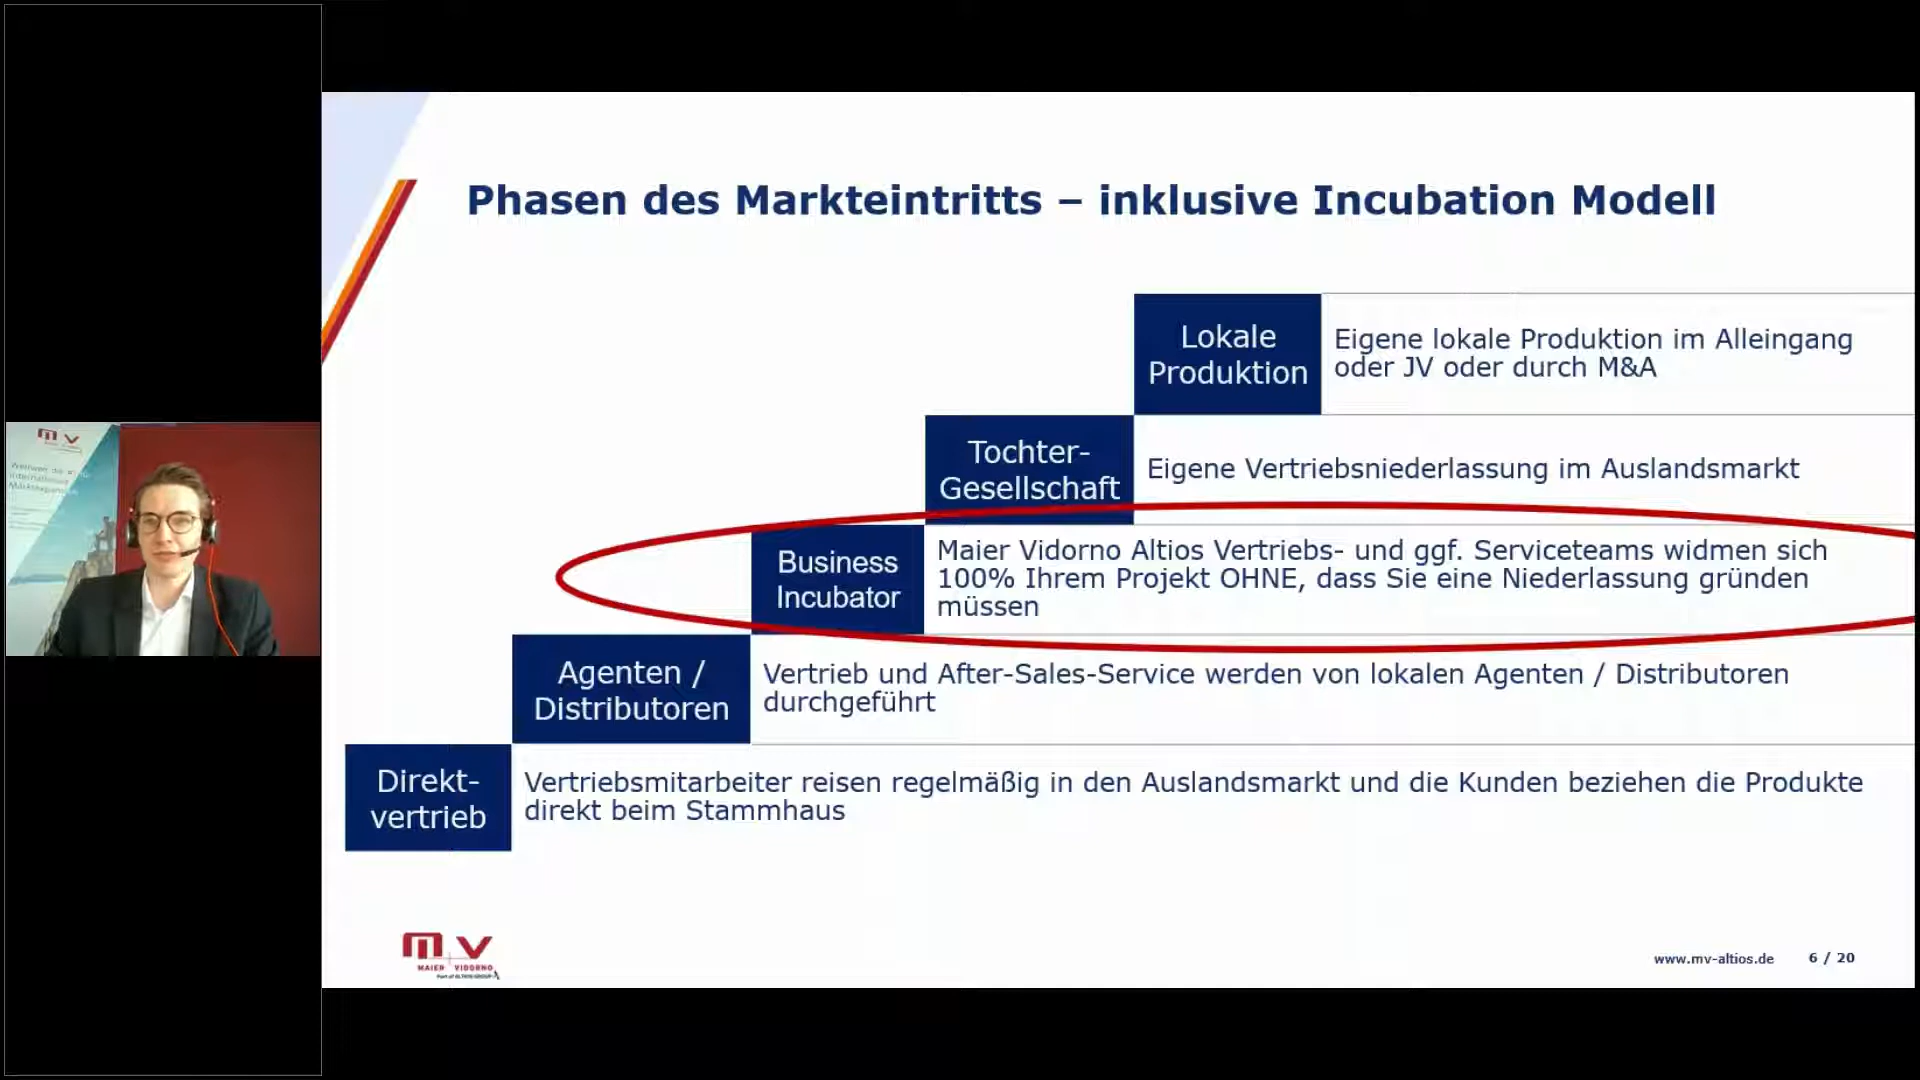 Phasen des Markteintritts – inklusive Incubation Modell
Lokale
Produktion
Eigene lokale Produktion im Alleingang
oder JV oder durch M&A
Tochter-
Gesellschaft
Eigene Vertriebsniederlassung im Auslandsmarkt
Business
Incubator
Maier Vidorno Altios Vertriebs- und ggf. Serviceteams widmen sich
100% Ihrem Projekt OHNE, dass Sie eine Niederlassung gründen
müssen
Agenten /
Distributoren
Vertrieb und After-Sales-Service werden von lokalen Agenten / Distributoren
durchgeführt
Direkt-
vertrieb
Vertriebsmitarbeiter reisen regelmäßig in den Auslandsmarkt und die Kunden beziehen die Produkte
direkt beim Stammhaus
M V
MAIER VIDORNO
Part of ALTIOS GROUP
www.mv-altios.de 6 / 20